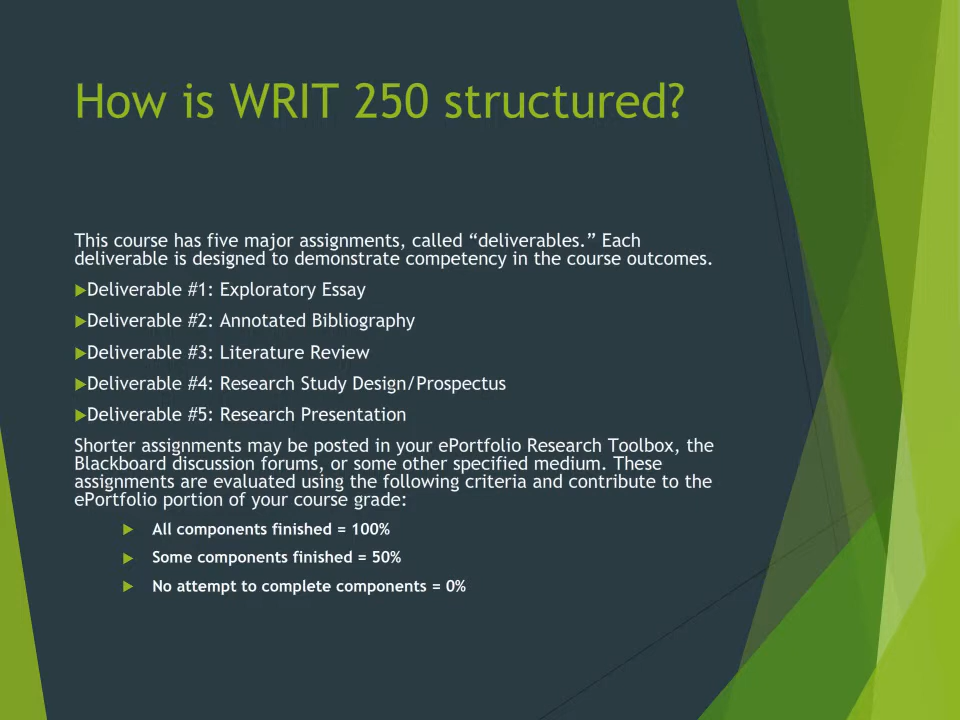 How is WRIT 250 structured?
This course has five major assignments, called “deliverables.” Each
deliverable is designed to demonstrate competency in the course outcomes.
Deliverable #1: Exploratory Essay
Deliverable #2: Annotated Bibliography
Deliverable #3: Literature Review
Deliverable #4: Research Study Design/Prospectus
Deliverable #5: Research Presentation
Shorter assignments may be posted in your ePortfolio Research Toolbox, the
Blackboard discussion forums, or some other specified medium. These
assignments are evaluated using the following criteria and contribute to the
ePortfolio portion of your course grade:
All components finished = 100%
Some components finished = 50%
No attempt to complete components = 0%